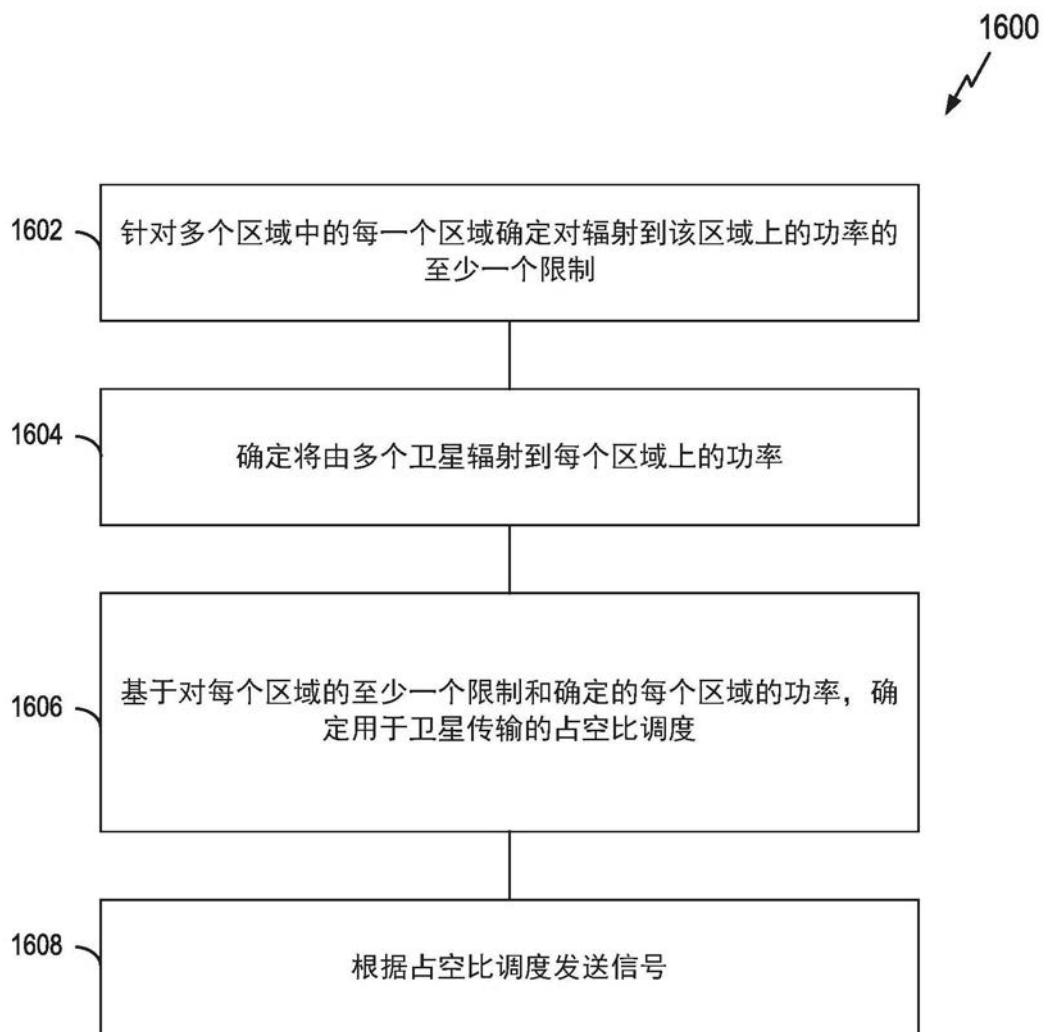 1600
1602
针对多个区域中的每一个区域确定对辐射到该区域上的功率的
至少一个限制
1604
确定将由多个卫星辐射到每个区域上的功率
1606
基于对每个区域的至少一个限制和确定的每个区域的功率，确
定用于卫星传输的占空比调度
1608
根据占空比调度发送信号